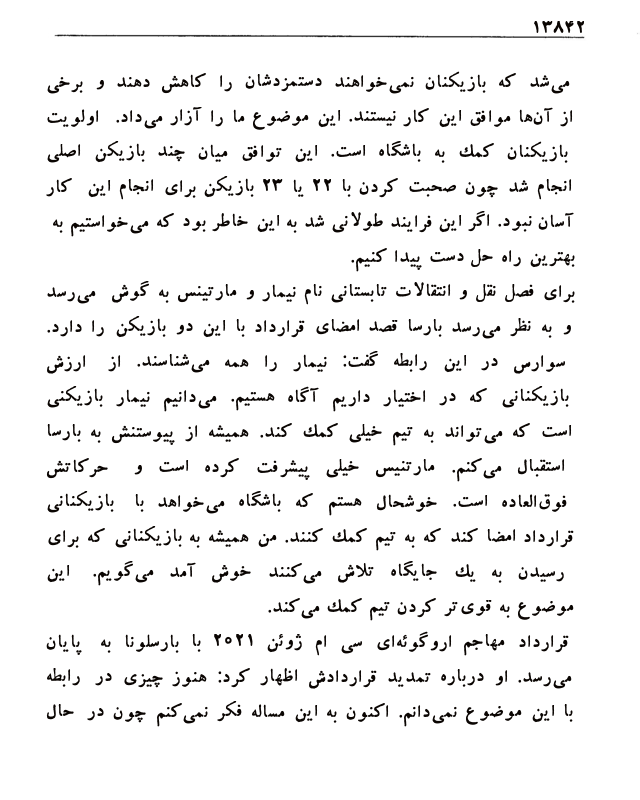 ۱۳۸۴۲
می‌شد که بازیکنان نمی‌خواهند دستمزدشان را کاهش دهند و برخی
از آن‌ها موافق این کار نیستند. این موضوع ما را آزار می‌داد. اولویت
بازیکنان کمك به باشگاه است. این توافق میان چند بازیکن اصلی
انجام شد چون صحبت کردن با ۲۲ یا ۲۳ بازیکن برای انجام این کار
آسان نبود. اگر این فرایند طولانی شد به این خاطر بود که می‌خواستیم به
بهترین راه حل دست پیدا کنیم.
برای فصل نقل و انتقالات تابستانی نام نیمار و مارتینس به گوش می‌رسد
و به نظر می‌رسد بارسا قصد امضای قرارداد با این دو بازیکن را دارد.
سوارس در این رابطه گفت: نیمار را همه می‌شناسند. از ارزش
بازیکنانی که در اختیار داریم آگاه هستیم. می‌دانیم نیمار بازیکنی
است که می‌تواند به تیم خیلی کمك کند. همیشه از پیوستنش به بارسا
استقبال می‌کنم. مارتنیس خیلی پیشرفت کرده است و حرکاتش
فوق‌العاده است. خوشحال هستم که باشگاه می‌خواهد با بازیکنانی
قرارداد امضا کند که به تیم کمك کنند. من همیشه به بازیکنانی که برای
رسیدن به یك جایگاه تلاش می‌کنند خوش آمد می‌گویم. این
موضوع به قوی‌تر کردن تیم کمك می‌کند.
قرارداد مهاجم اروگوئه‌ای سی ام ژوئن ۲۰۲۱ با بارسلونا به پایان
می‌رسد. او درباره تمدید قراردادش اظهار کرد: هنوز چیزی در رابطه
با این موضوع نمی‌دانم. اکنون به این مساله فکر نمی‌کنم چون در حال